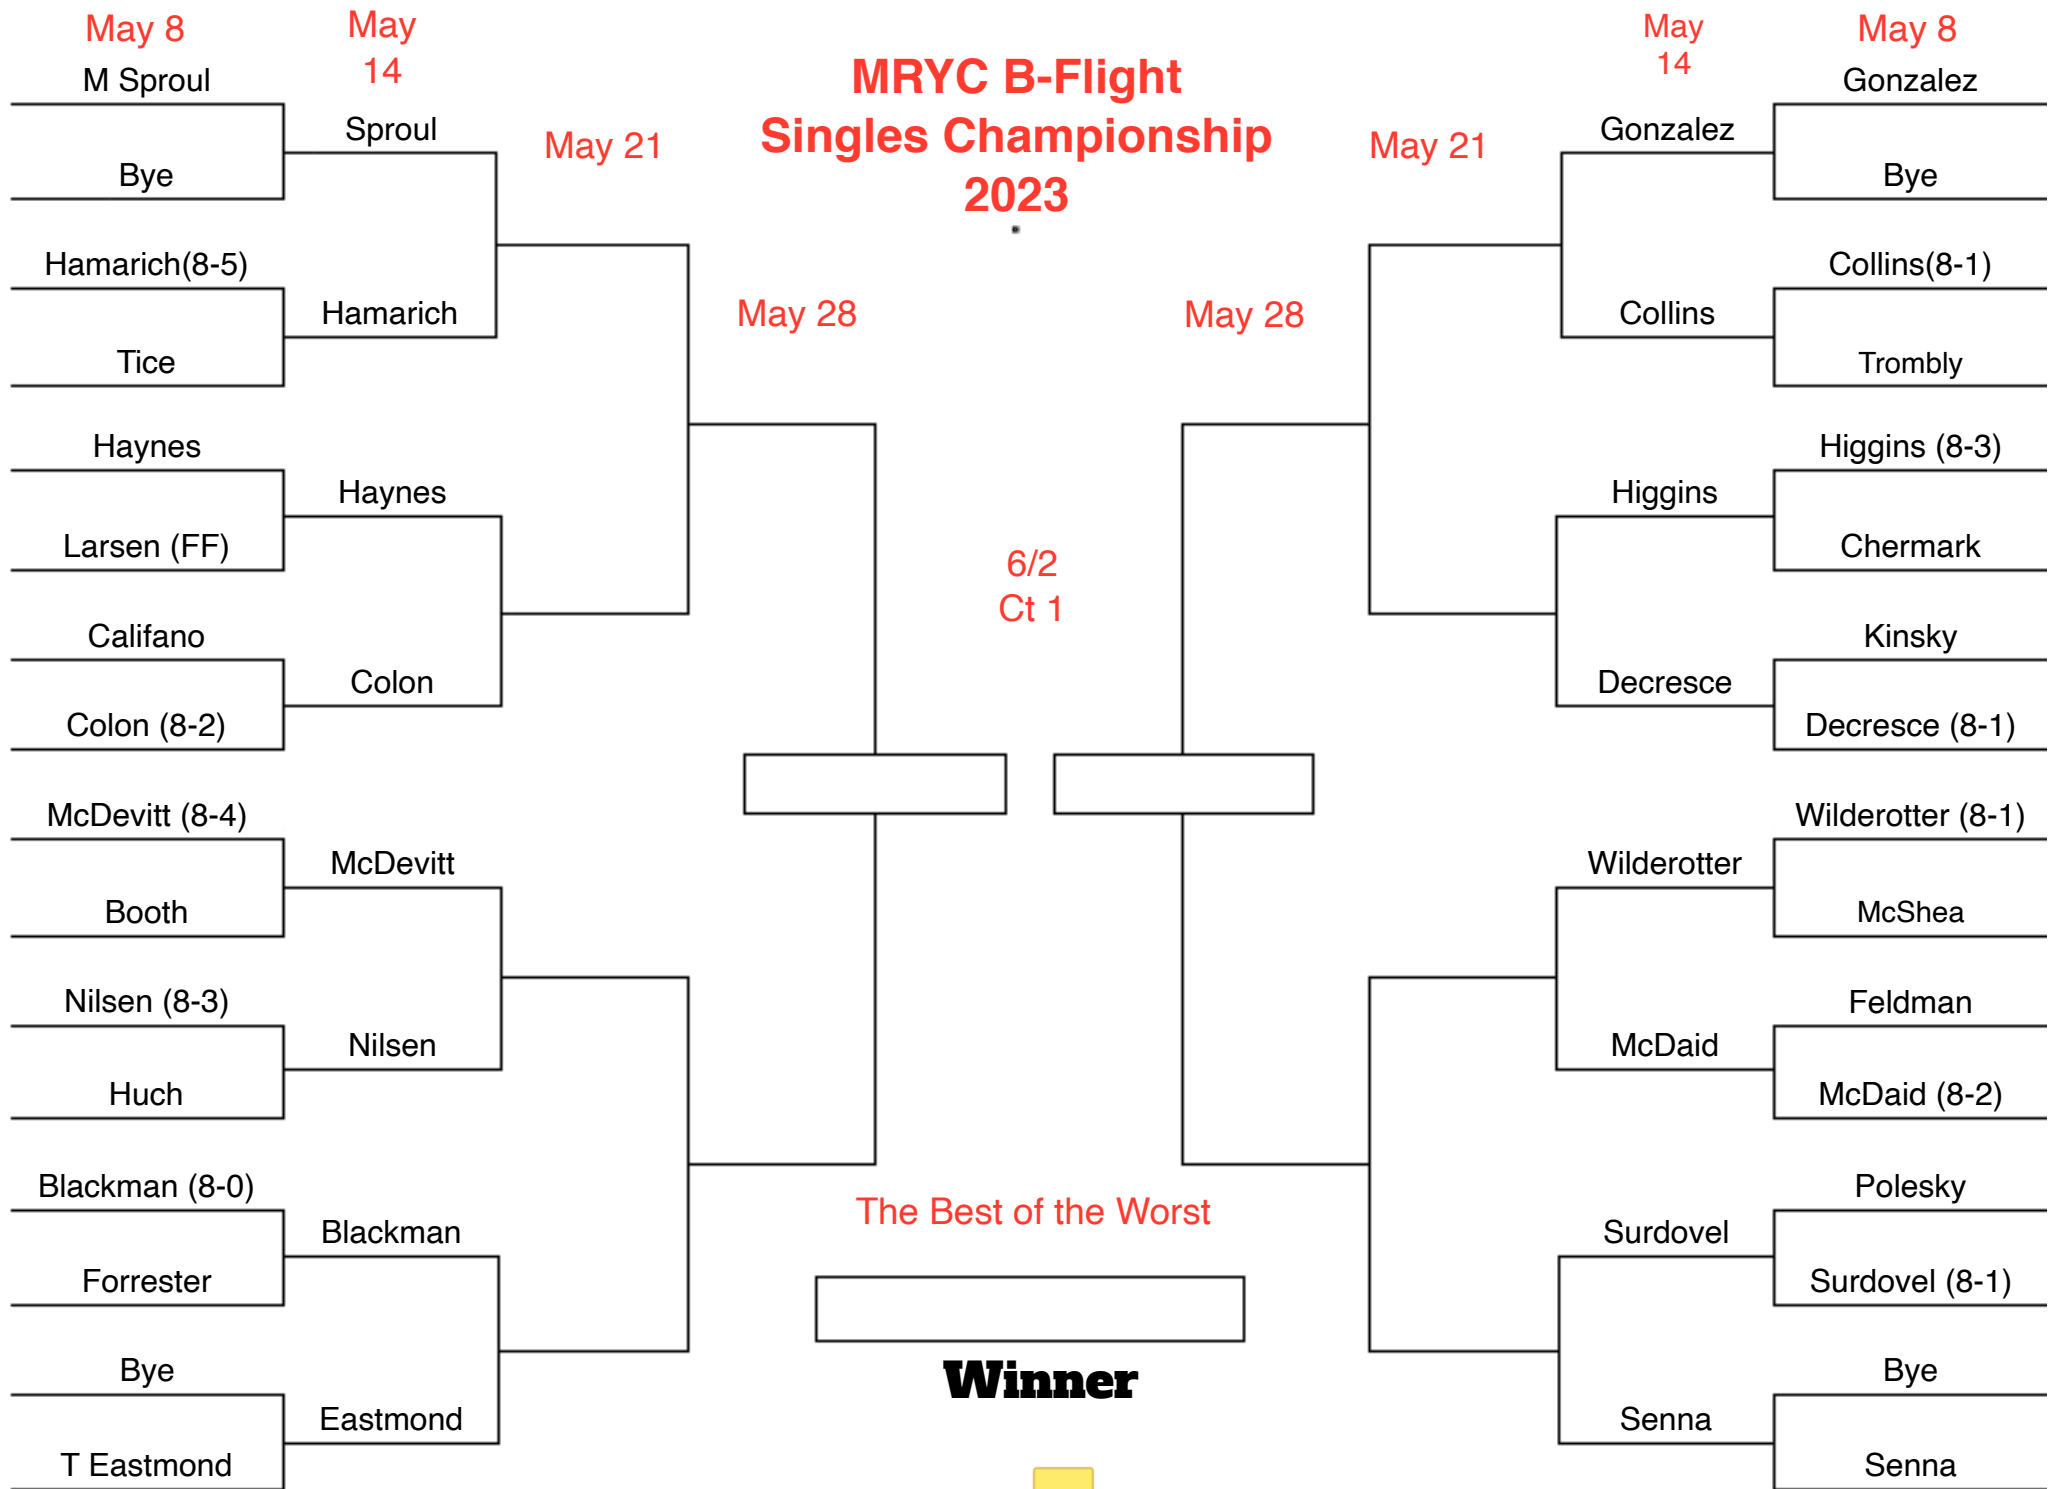 May 8
May
14
MRYC B-Flight
Singles Championship
2023
May
14
May 8
M Sproul
Bye
Hamarich(8-5)
Tice
Haynes
Larsen (FF)
Califano
Colon (8-2)
McDevitt (8-4)
Booth
Nilsen (8-3)
Huch
Blackman (8-0)
Forrester
Bye
T Eastmond
Sproul
Hamarich
Haynes
Colon
McDevitt
Nilsen
Blackman
Eastmond
May 21
May 28
6/2
Ct 1
The Best of the Worst
Winner
May 28
May 21
Gonzalez
Collins
Higgins
Decresce
Wilderotter
McDaid
Surdovel
Senna
Gonzalez
Bye
Collins(8-1)
Trombly
Higgins (8-3)
Chermark
Kinsky
Decresce (8-1)
Wilderotter (8-1)
McShea
Feldman
McDaid (8-2)
Polesky
Surdovel (8-1)
Bye
Senna